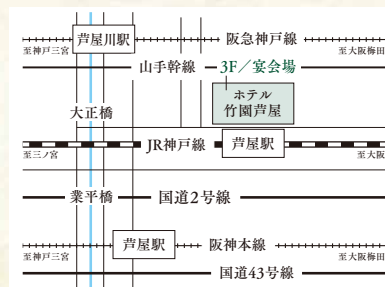 芦屋川駅
阪急神戸線
至神戸三宮
至大阪梅田
山手幹線
3F／宴会場
ホテル
竹園芦屋
大正橋
JR神戸線
芦屋駅
至三ノ宮
至大阪
業平橋
国道2号線
芦屋駅
阪神本線
至神戸三宮
至大阪梅田
国道43号線